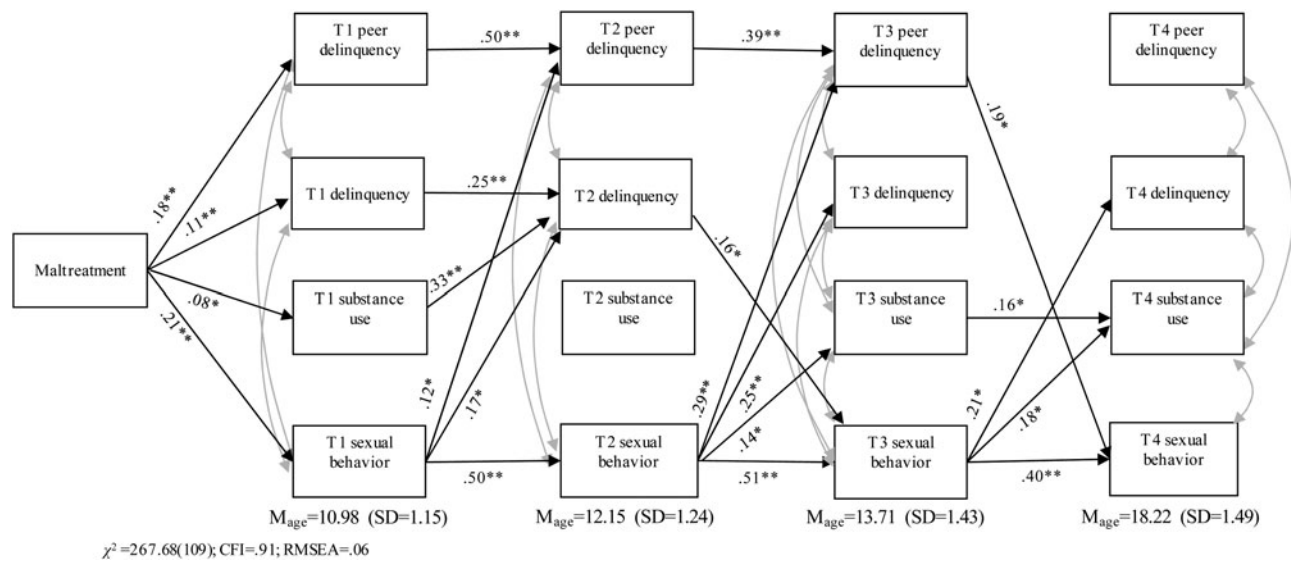 T1 peer
delinquency
T2 peer
delinquency
T3 peer
delinquency
T4 peer
delinquency
.50**
.39**
.19*
T1 delinquency
T2 delinquency
T3 delinquency
T4 delinquency
.18**
.11**
.25**
.16*
Maltreatment
.08*
.21**
.33**
T1 substance
use
T2 substance
use
T3 substance
use
T4 substance
use
.16*
.12*
.17*
.29**
.25**
.14*
.21*
.18*
T1 sexual
behavior
T2 sexual
behavior
T3 sexual
behavior
T4 sexual
behavior
.50**
.51**
.40**
Mage=10.98 (SD=1.15)
Mage=12.15 (SD=1.24)
Mage=13.71 (SD=1.43)
Mage=18.22 (SD=1.49)
χ² =267.68(109); CFI=.91; RMSEA=.06